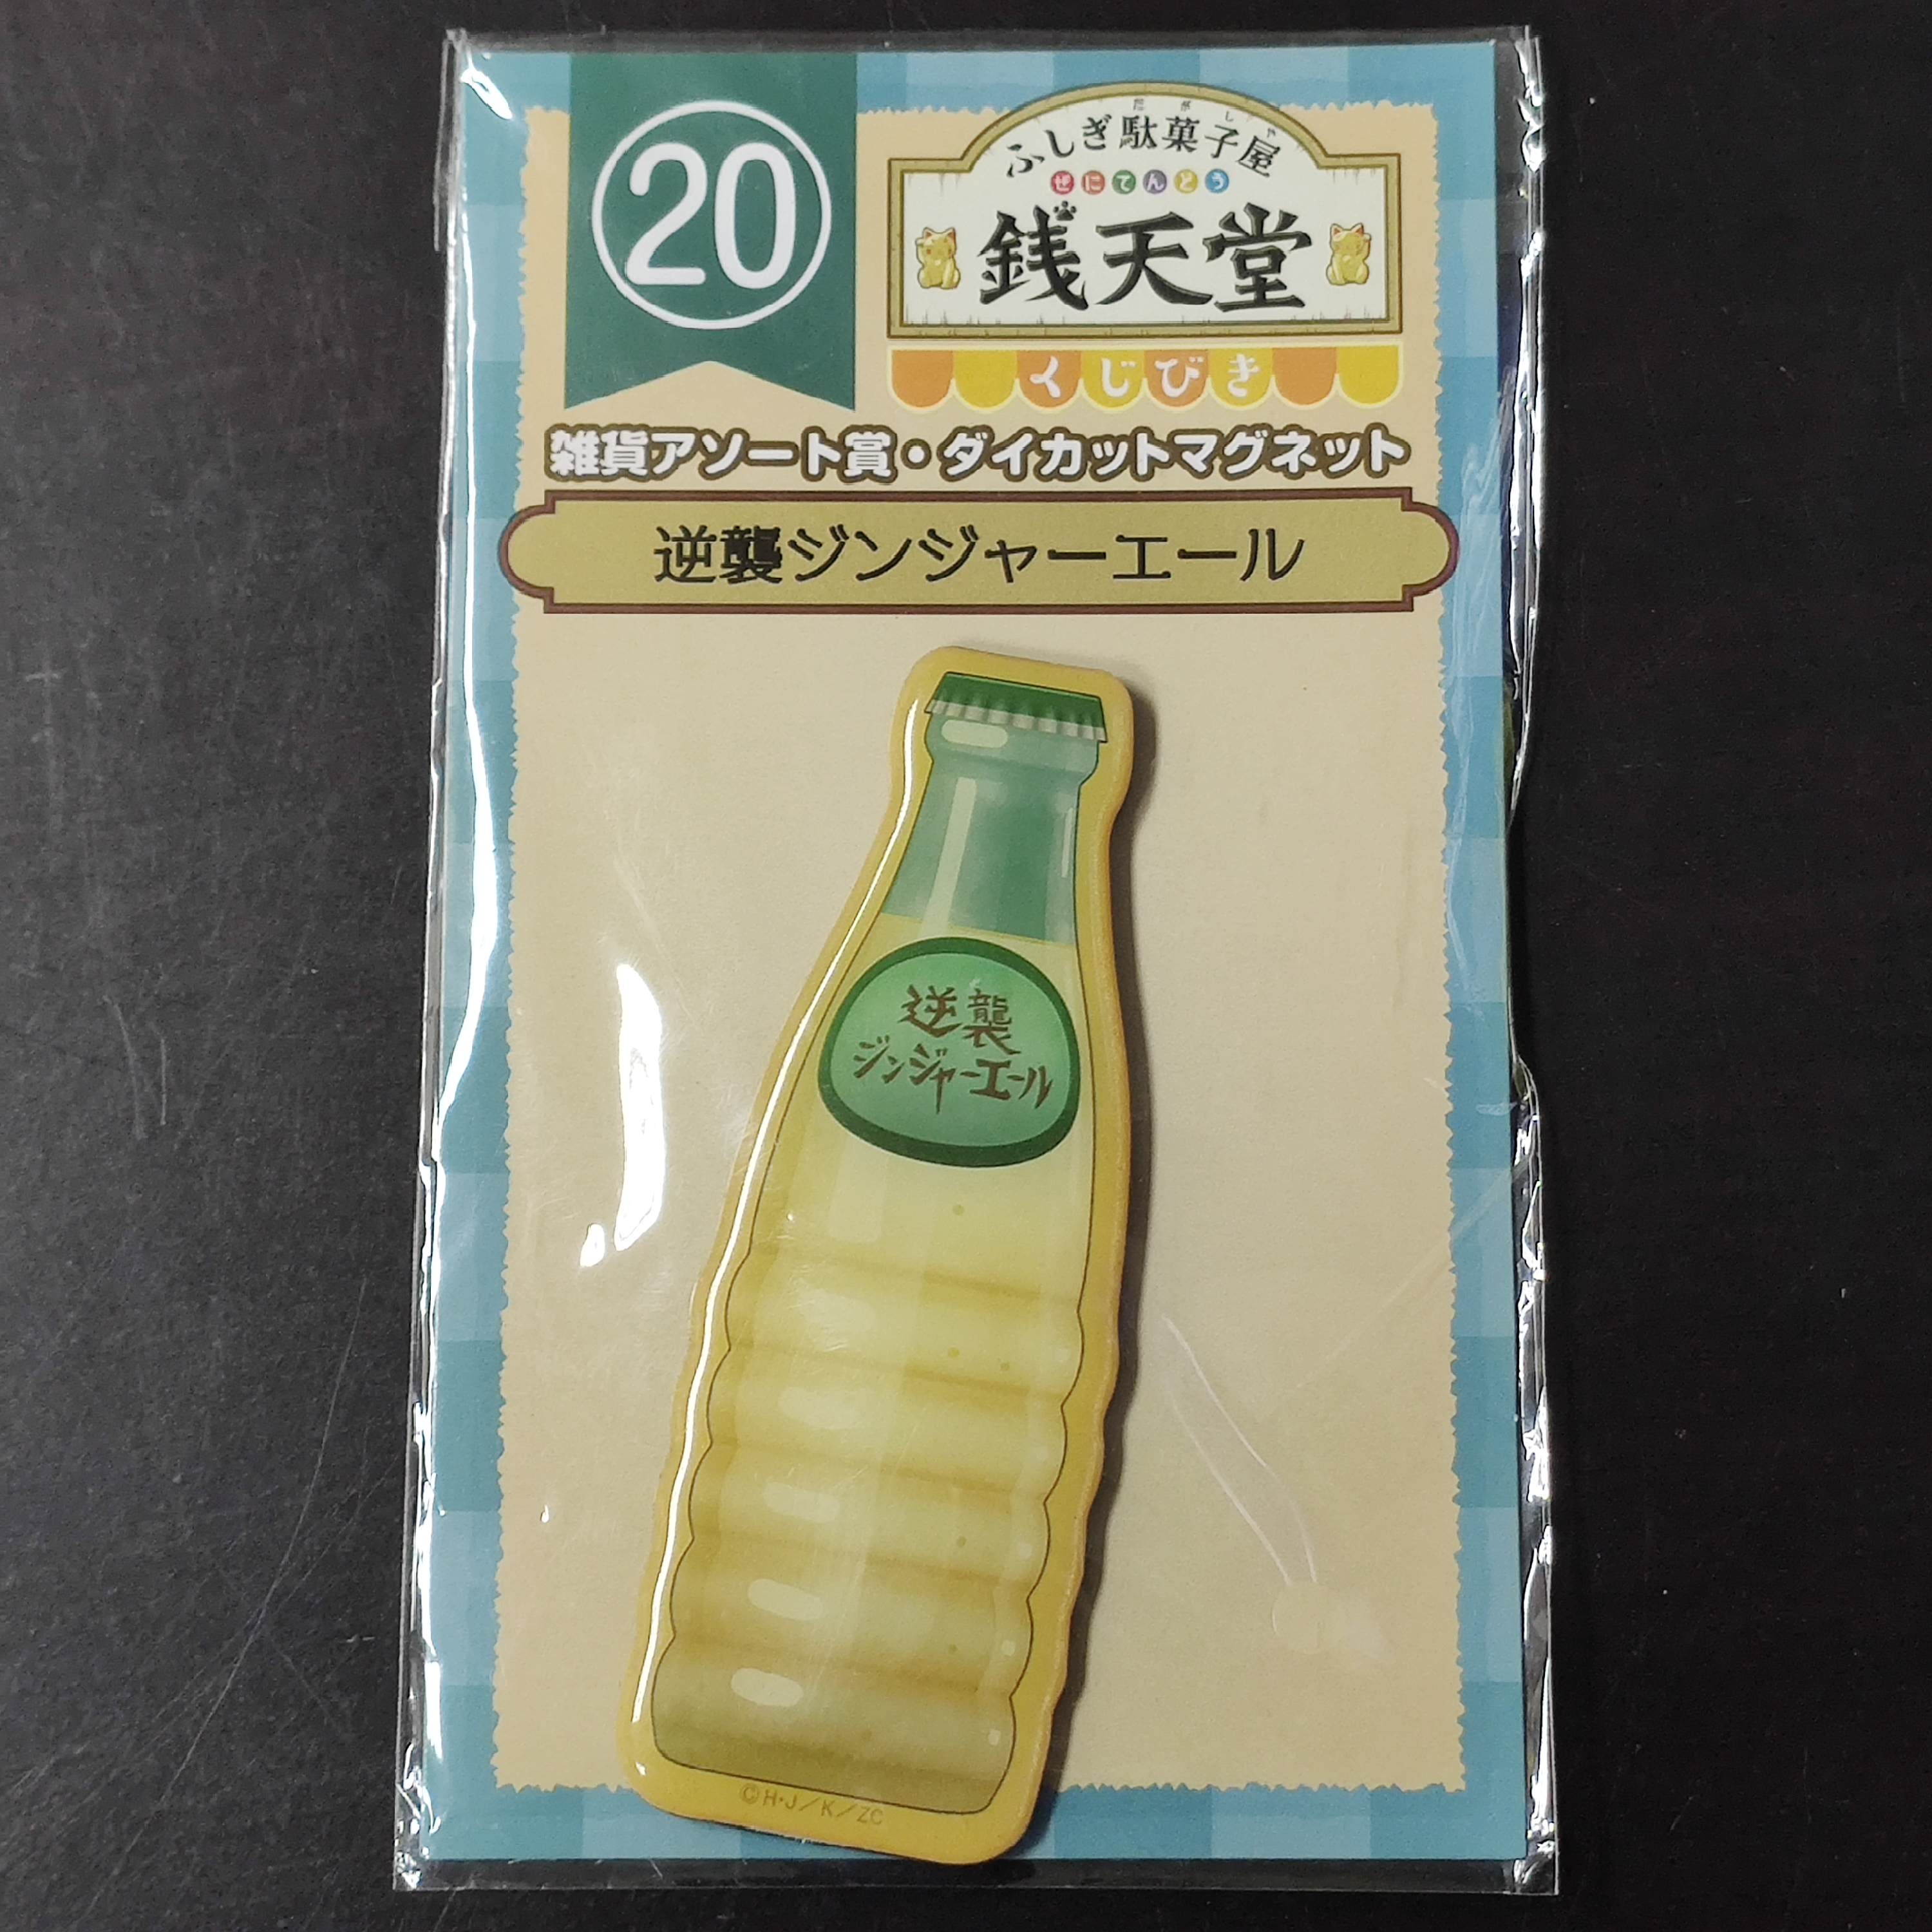 20
だがしや
ふしぎ駄菓子屋
ぜにてんどう
銭天堂
くじびき
雑貨アソート賞・ダイカットマグネット
逆襲ジンジャーエール
逆襲
ジンジャーエール
©H・J/K/ZC